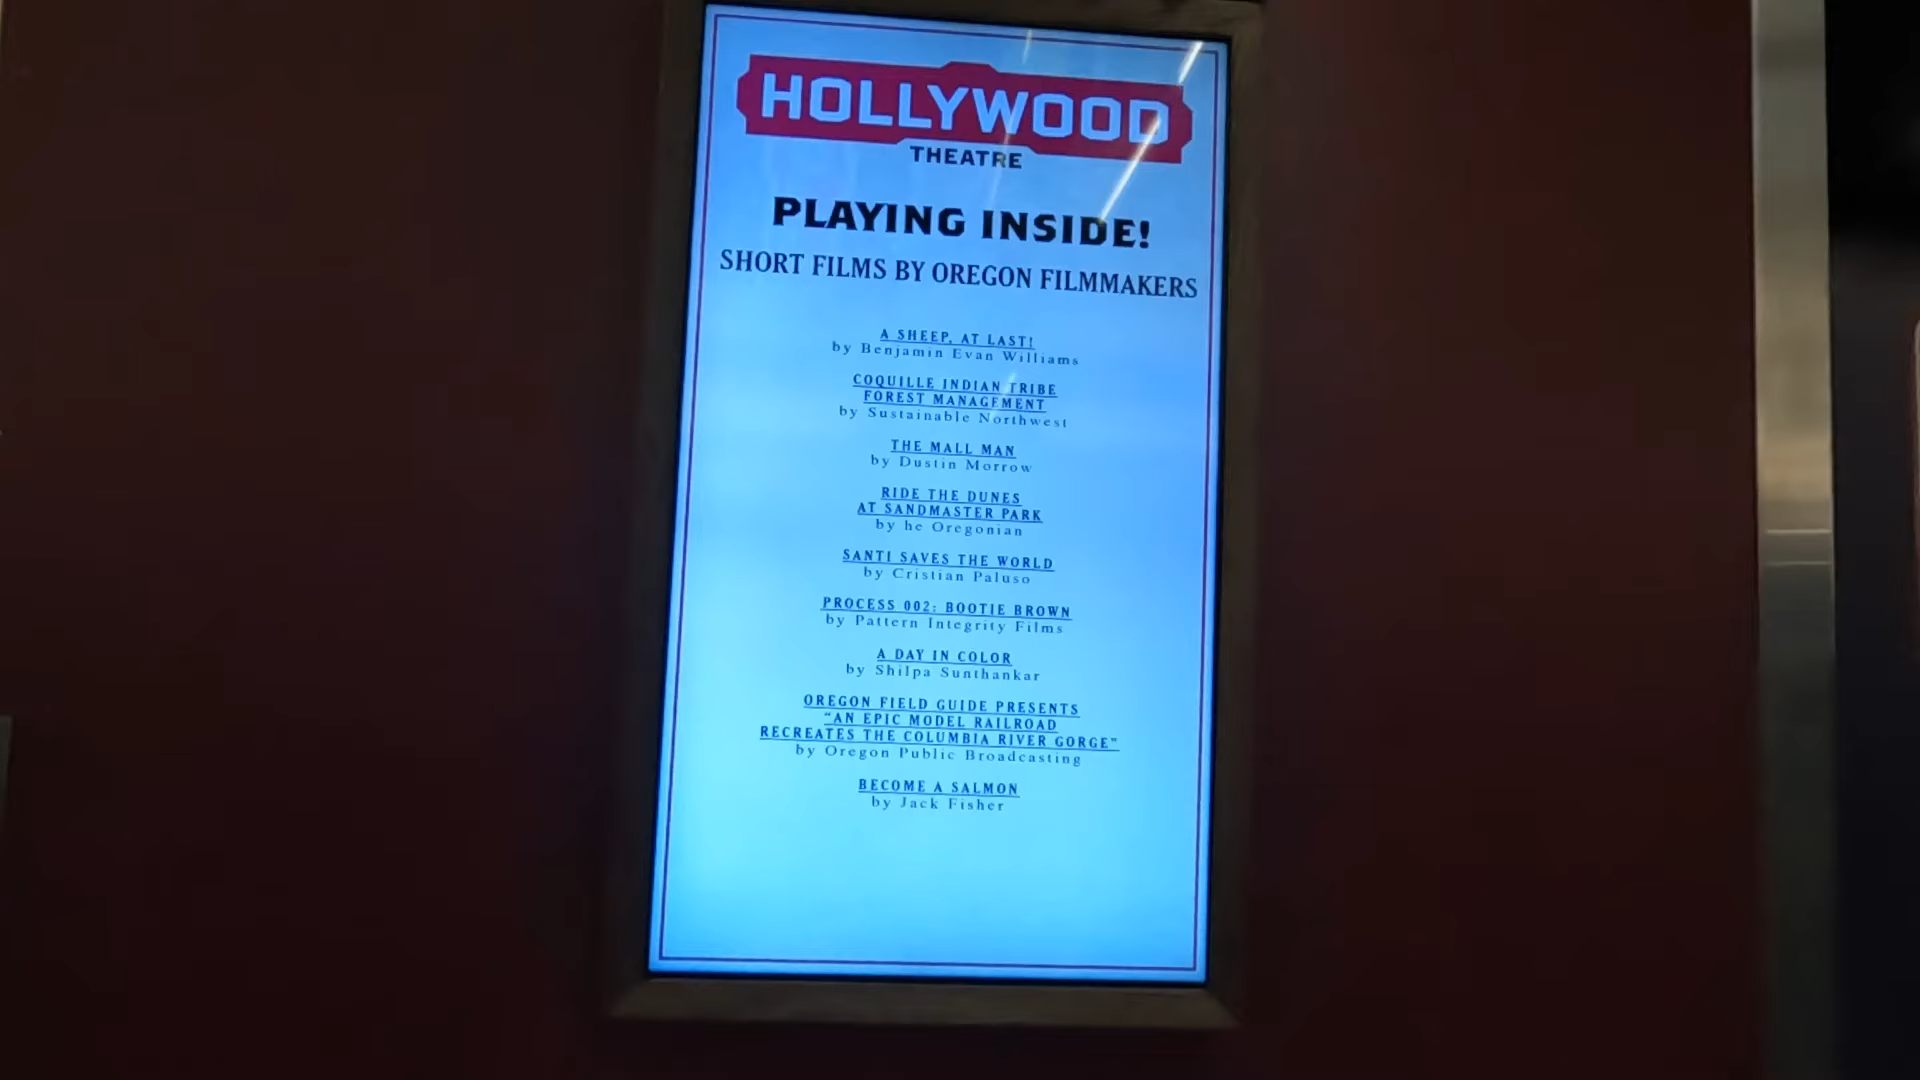 HOLLYWOOD
THEATRE
PLAYING INSIDE!
SHORT FILMS BY OREGON FILMMAKERS
A SHEEP, AT LAST!
by Benjamin Evan Williams
COQUILLE INDIAN TRIBE
FOREST MANAGEMENT
by Sustainable Northwest
THE MALL MAN
by Dustin Morrow
RIDE THE DUNES
AT SANDMASTER PARK
by he Oregonian
SANTI SAVES THE WORLD
by Cristian Paluso
PROCESS 002: BOOTIE BROWN
by Pattern Integrity Films
A DAY IN COLOR
by Shilpa Sunthankar
OREGON FIELD GUIDE PRESENTS
"AN EPIC MODEL RAILROAD
RECREATES THE COLUMBIA RIVER GORGE"
by Oregon Public Broadcasting
BECOME A SALMON
by Jack Fisher